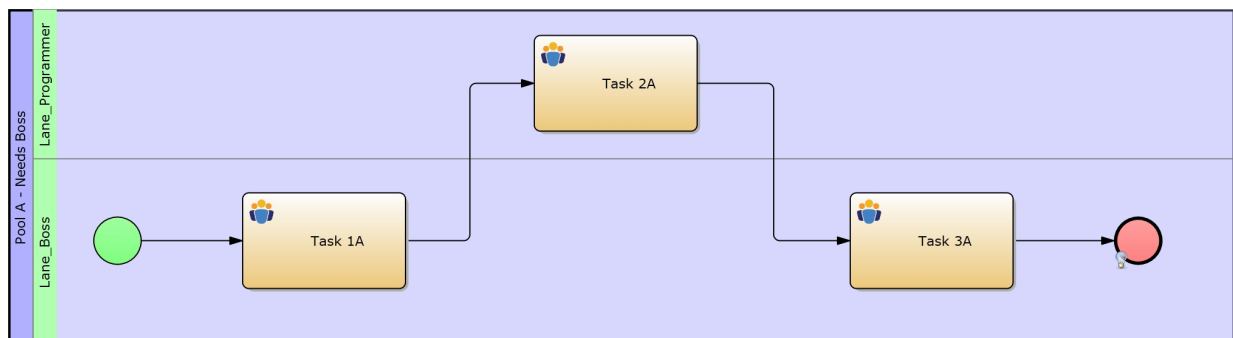 Pool A - Needs Boss
Lane_Programmer
Task 2A
Lane_Boss
Task 1A
Task 3A